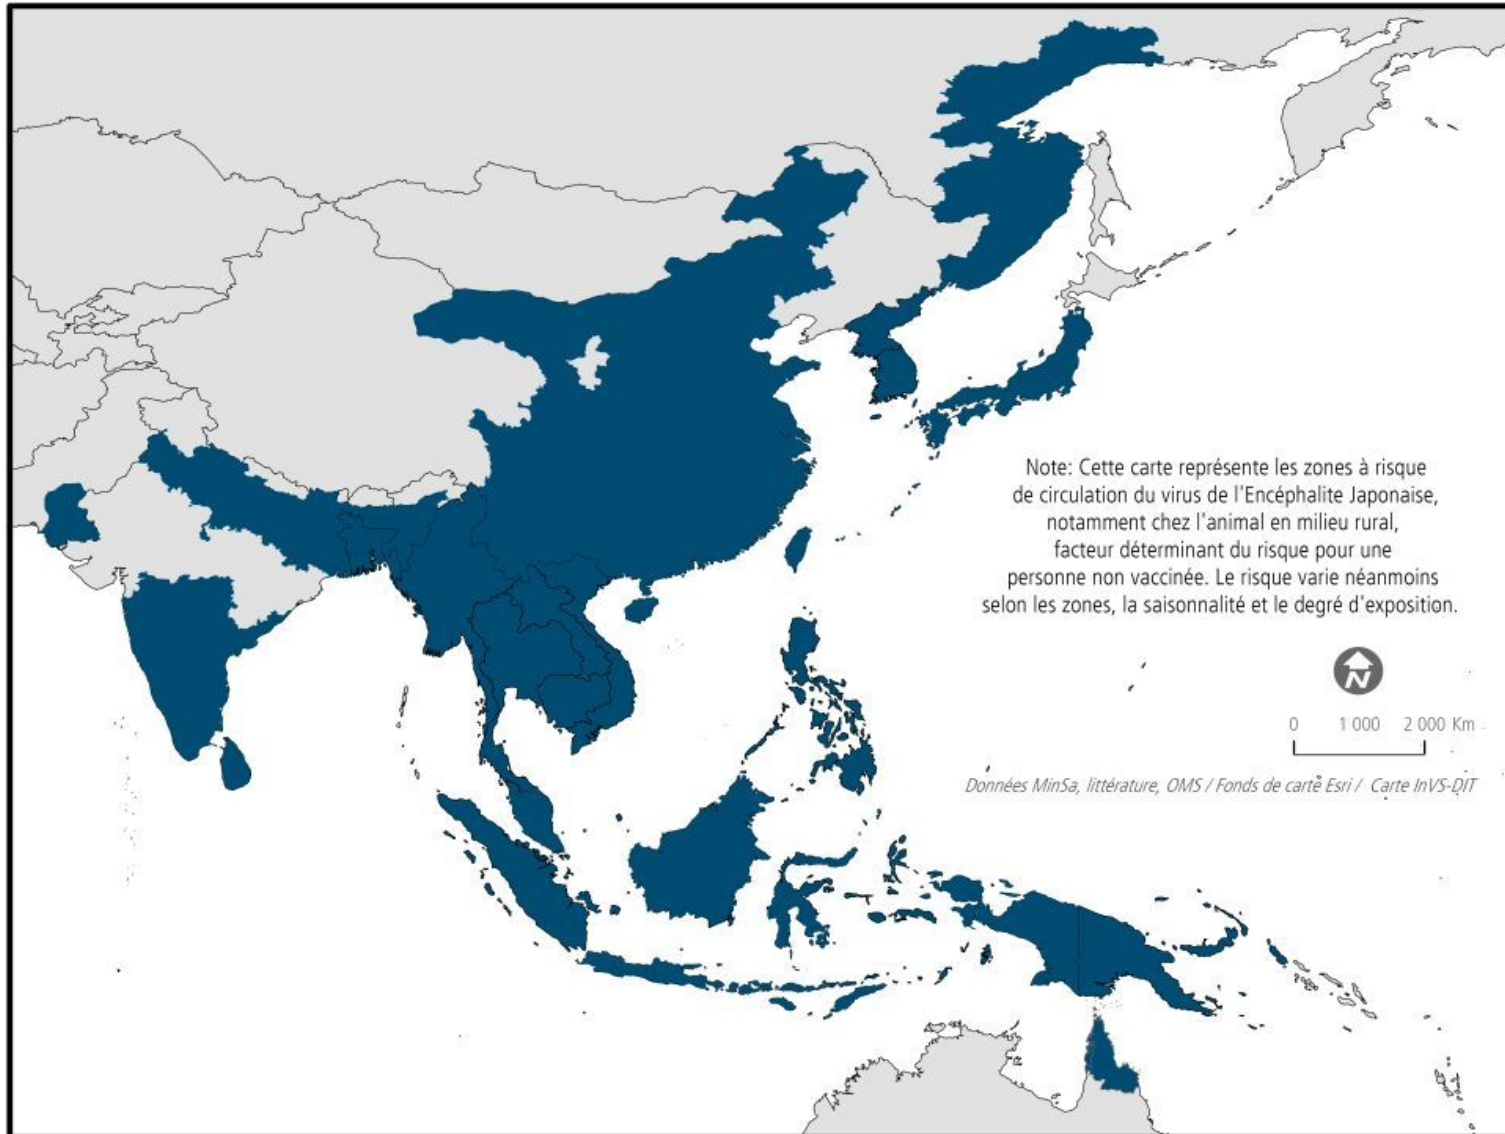 Note: Cette carte représente les zones à risque
de circulation du virus de l'Encéphalite Japonaise,
notamment chez l'animal en milieu rural,
facteur déterminant du risque pour une
personne non vaccinée. Le risque varie néanmoins
selon les zones, la saisonnalité et le degré d'exposition.
N
0 1 000 2 000 Km
Données MinSa, littérature, OMS / Fonds de carte Esri / Carte InVS-DIT